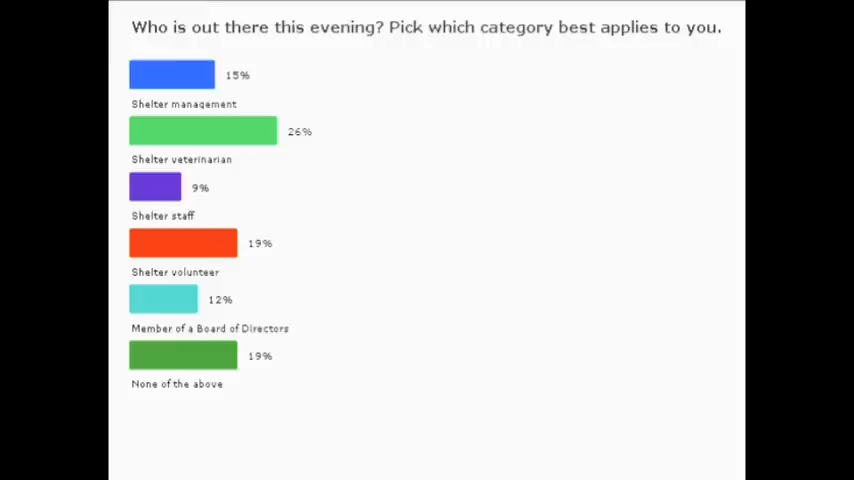 Who is out there this evening? Pick which category best applies to you.
15%
Shelter management
26%
Shelter veterinarian
9%
Shelter staff
19%
Shelter volunteer
12%
Member of a Board of Directors
19%
None of the above